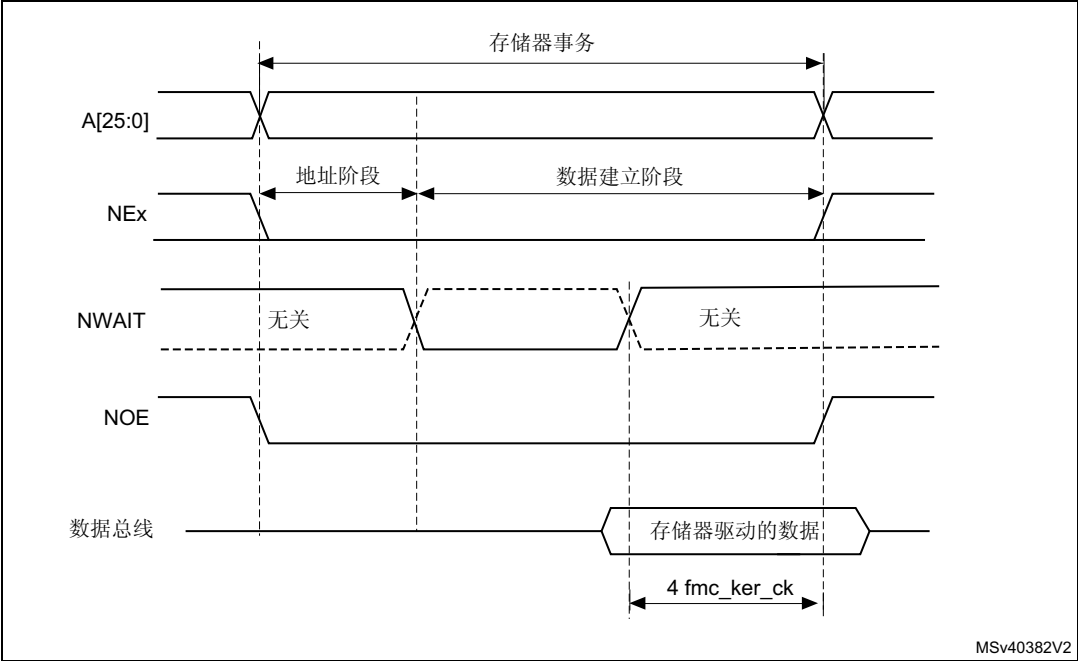 存储器事务
A[25:0]
地址阶段
数据建立阶段
NEx
NWAIT
无关
无关
NOE
数据总线
存储器驱动的数据
4 fmc_ker_ck
MSv40382V2